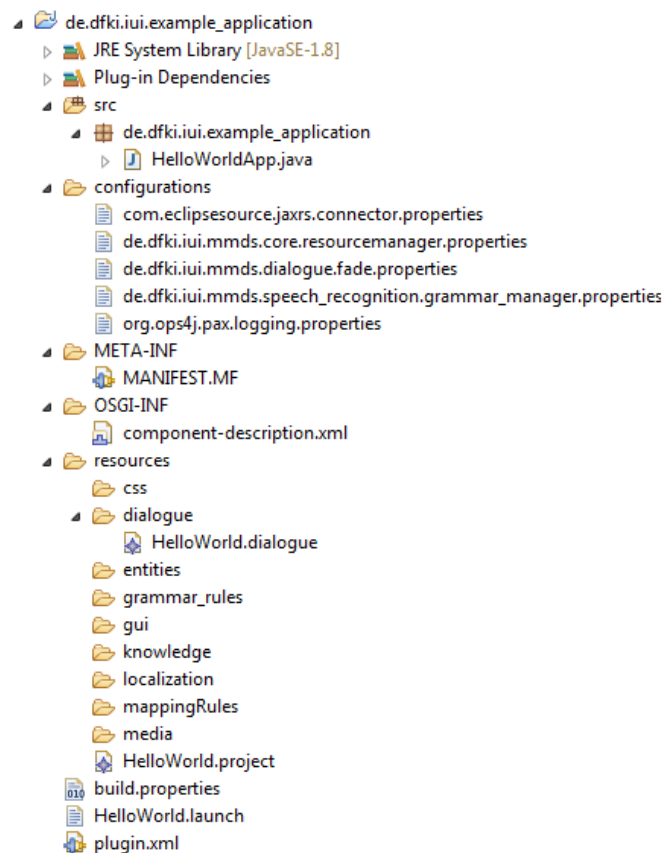 de.dfki.iui.example_application
JRE System Library [JavaSE-1.8]
Plug-in Dependencies
src
de.dfki.iui.example_application
HelloWorldApp.java
configurations
com.eclipsesource.jaxrs.connector.properties
de.dfki.iui.mmds.core.resourcemanager.properties
de.dfki.iui.mmds.dialogue.fade.properties
de.dfki.iui.mmds.speech_recognition.grammar_manager.properties
org.ops4j.pax.logging.properties
META-INF
MANIFEST.MF
OSGI-INF
component-description.xml
resources
css
dialogue
HelloWorld.dialogue
entities
grammar_rules
gui
knowledge
localization
mappingRules
media
HelloWorld.project
build.properties
HelloWorld.launch
plugin.xml